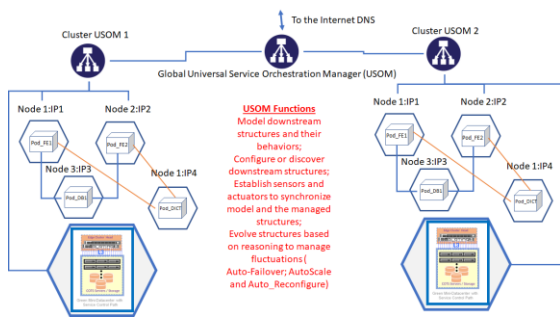 To the Internet DNS
Cluster USOM 1
Cluster USOM 2
Global Universal Service Orchestration Manager (USOM)
Node 1:IP1
Node 2:IP2
Pod_FE1
Pod_FE2
Node 3:IP3
Node 1:IP4
Pod_DB1
Pod_DICT
USOM Functions
Model downstream
structures and their
behaviors;
Configure or discover
downstream structures;
Establish sensors and
actuators to synchronize
model and the managed
structures;
Evolve structures based
on reasoning to manage
fluctuations (
Auto-Failover; AutoScale
and Auto_Reconfigure)
Node 1:IP1
Node 2:IP2
Pod_FE1
Pod_FE2
Node 3:IP3
Node 1:IP4
Pod_DB1
Pod_DICT